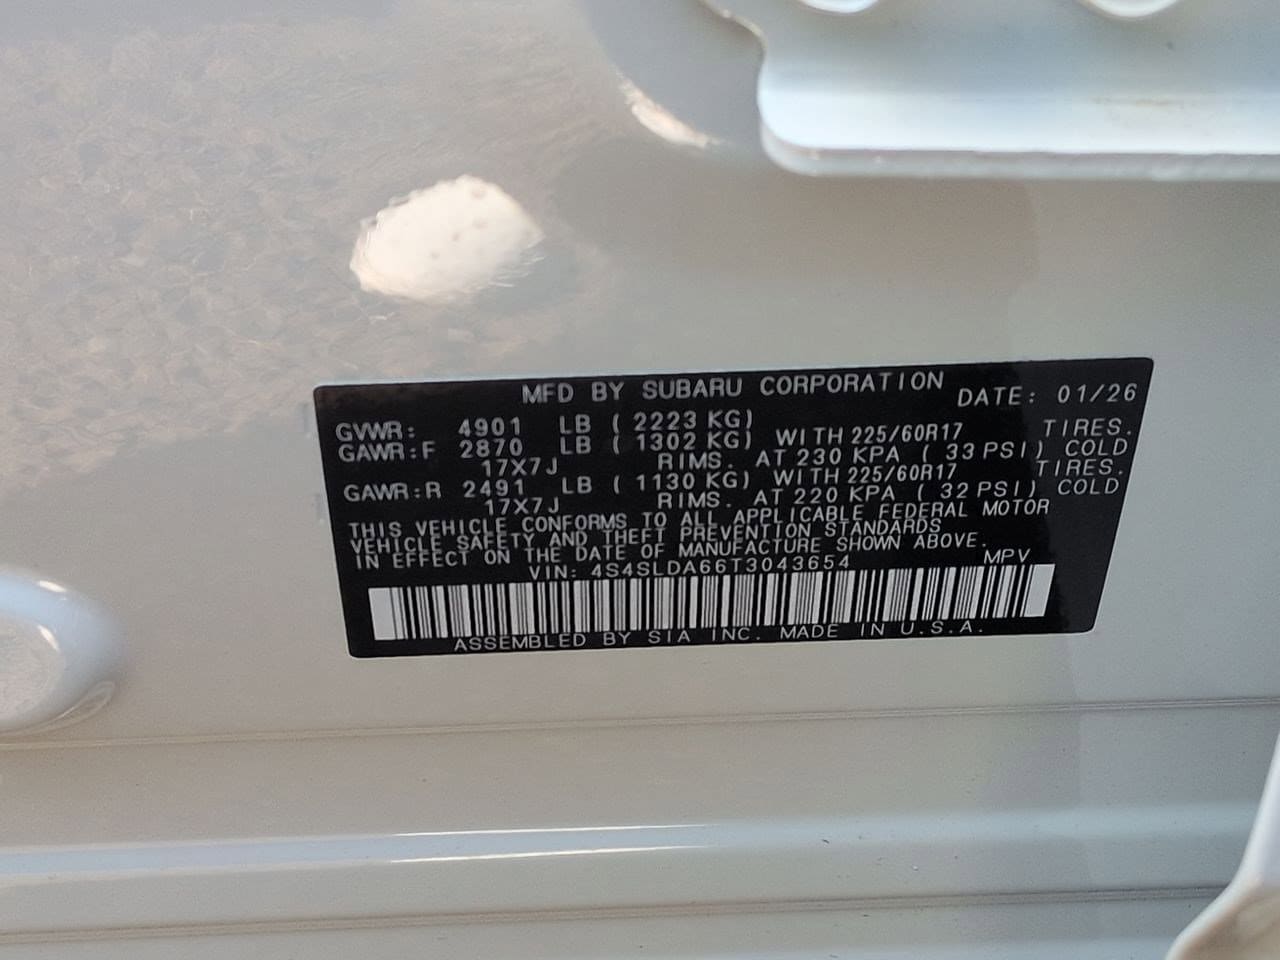 MFD BY SUBARU CORPORATION DATE: 01/26
GVWR: 4901 LB ( 2223 KG)
GAWR:F 2870 LB ( 1302 KG) WITH 225/60R17 TIRES.
17X7J RIMS. AT 230 KPA ( 33 PSI) COLD
GAWR:R 2491 LB ( 1130 KG) WITH 225/60R17 TIRES.
17X7J RIMS. AT 220 KPA ( 32 PSI) COLD
THIS VEHICLE CONFORMS TO ALL APPLICABLE FEDERAL MOTOR
VEHICLE SAFETY AND THEFT PREVENTION STANDARDS
IN EFFECT ON THE DATE OF MANUFACTURE SHOWN ABOVE.
VIN: 4S4SLDA66T3043654 MPV
ASSEMBLED BY SIA INC. MADE IN U.S.A.